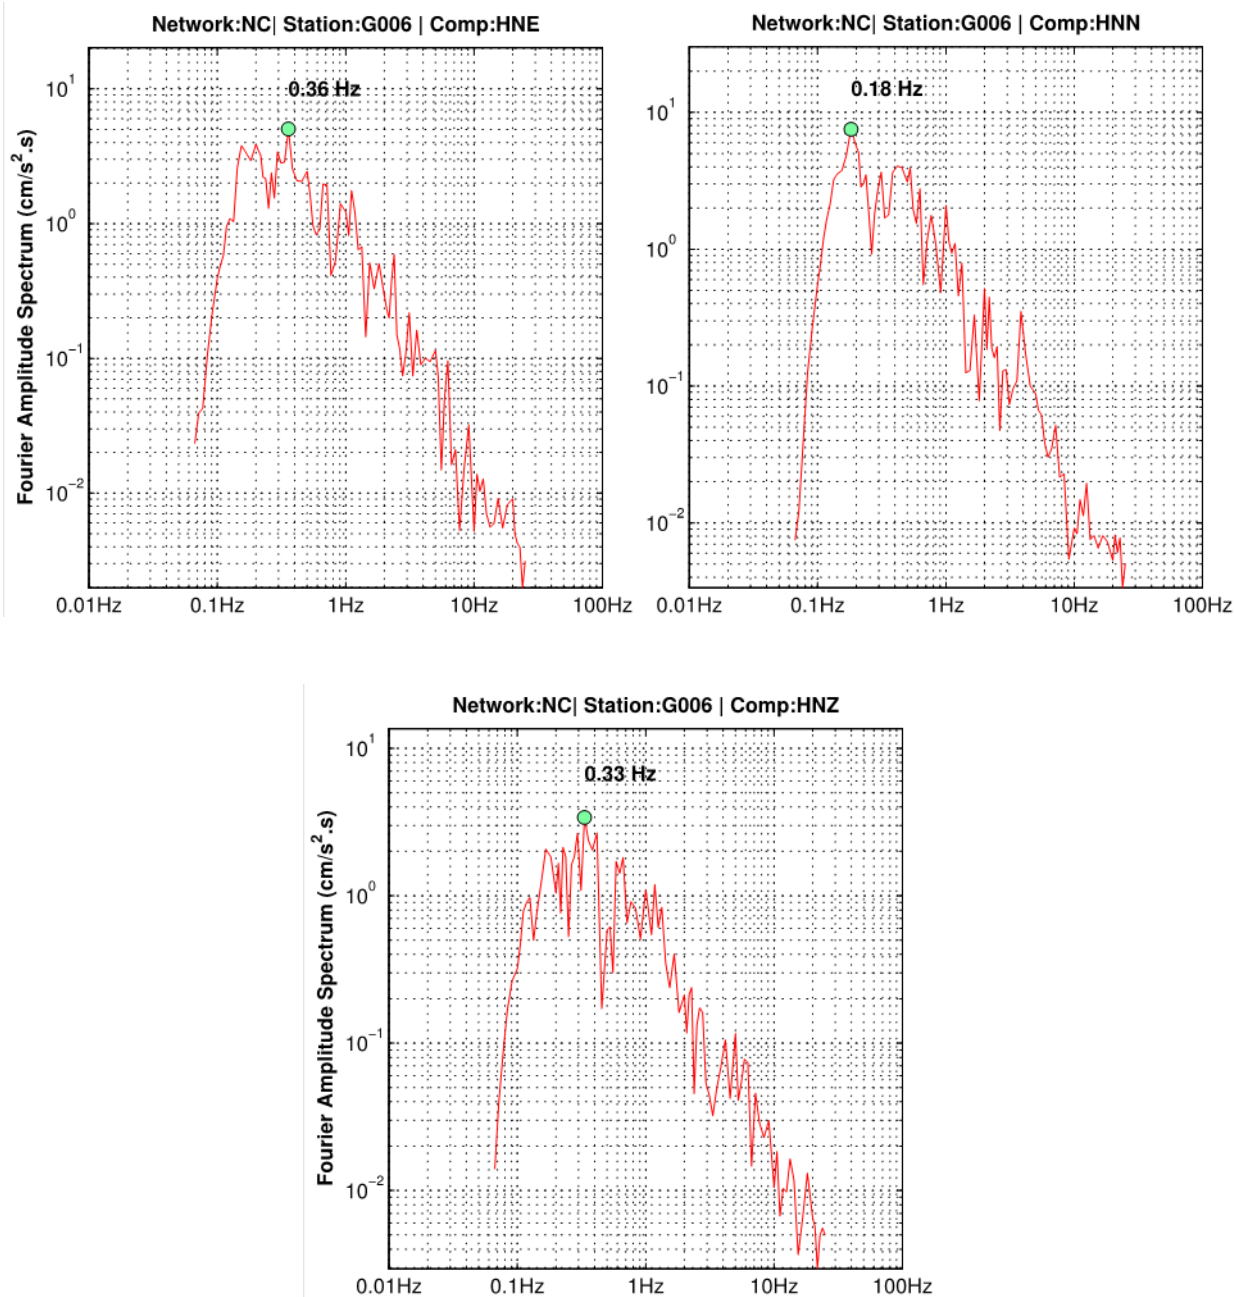 Network:NC| Station:G006 | Comp:HNE
0.36 Hz
Fourier Amplitude Spectrum (cm/s².s)
10¹
10⁰
10⁻¹
10⁻²
0.01Hz 0.1Hz 1Hz 10Hz 100Hz
Network:NC| Station:G006 | Comp:HNN
0.18 Hz
10¹
10⁰
10⁻¹
10⁻²
0.01Hz 0.1Hz 1Hz 10Hz 100Hz
Network:NC| Station:G006 | Comp:HNZ
0.33 Hz
Fourier Amplitude Spectrum (cm/s².s)
10¹
10⁰
10⁻¹
10⁻²
0.01Hz 0.1Hz 1Hz 10Hz 100Hz